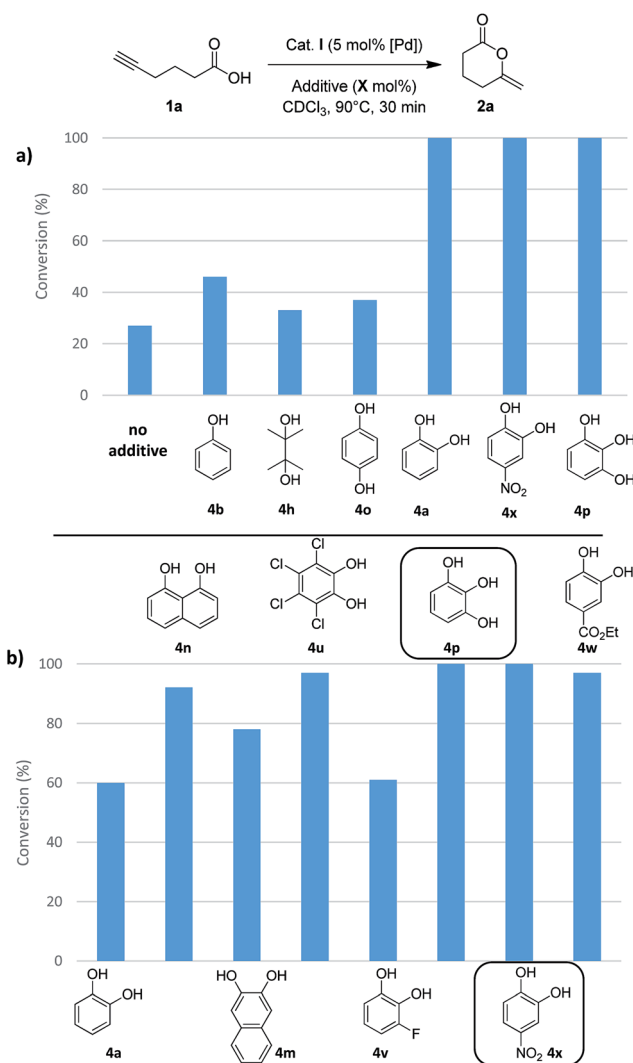 O
O
OH
1a
Cat. I (5 mol% [Pd])
Additive (X mol%)
CDCl3, 90°C, 30 min
O
O
2a
a)
Conversion (%)
100
80
60
40
20
0
no
additive
OH
4b
OH
OH
4h
OH
OH
4o
OH
OH
4a
OH
OH
NO2
4x
OH
OH
OH
4p
OH OH
4n
Cl
Cl
OH
Cl
OH
Cl
4u
OH
OH
OH
4p
OH
OH
CO2Et
4w
b)
Conversion (%)
100
80
60
40
20
0
OH
OH
4a
HO
OH
4m
OH
OH
F
4v
OH
OH
NO2
4x